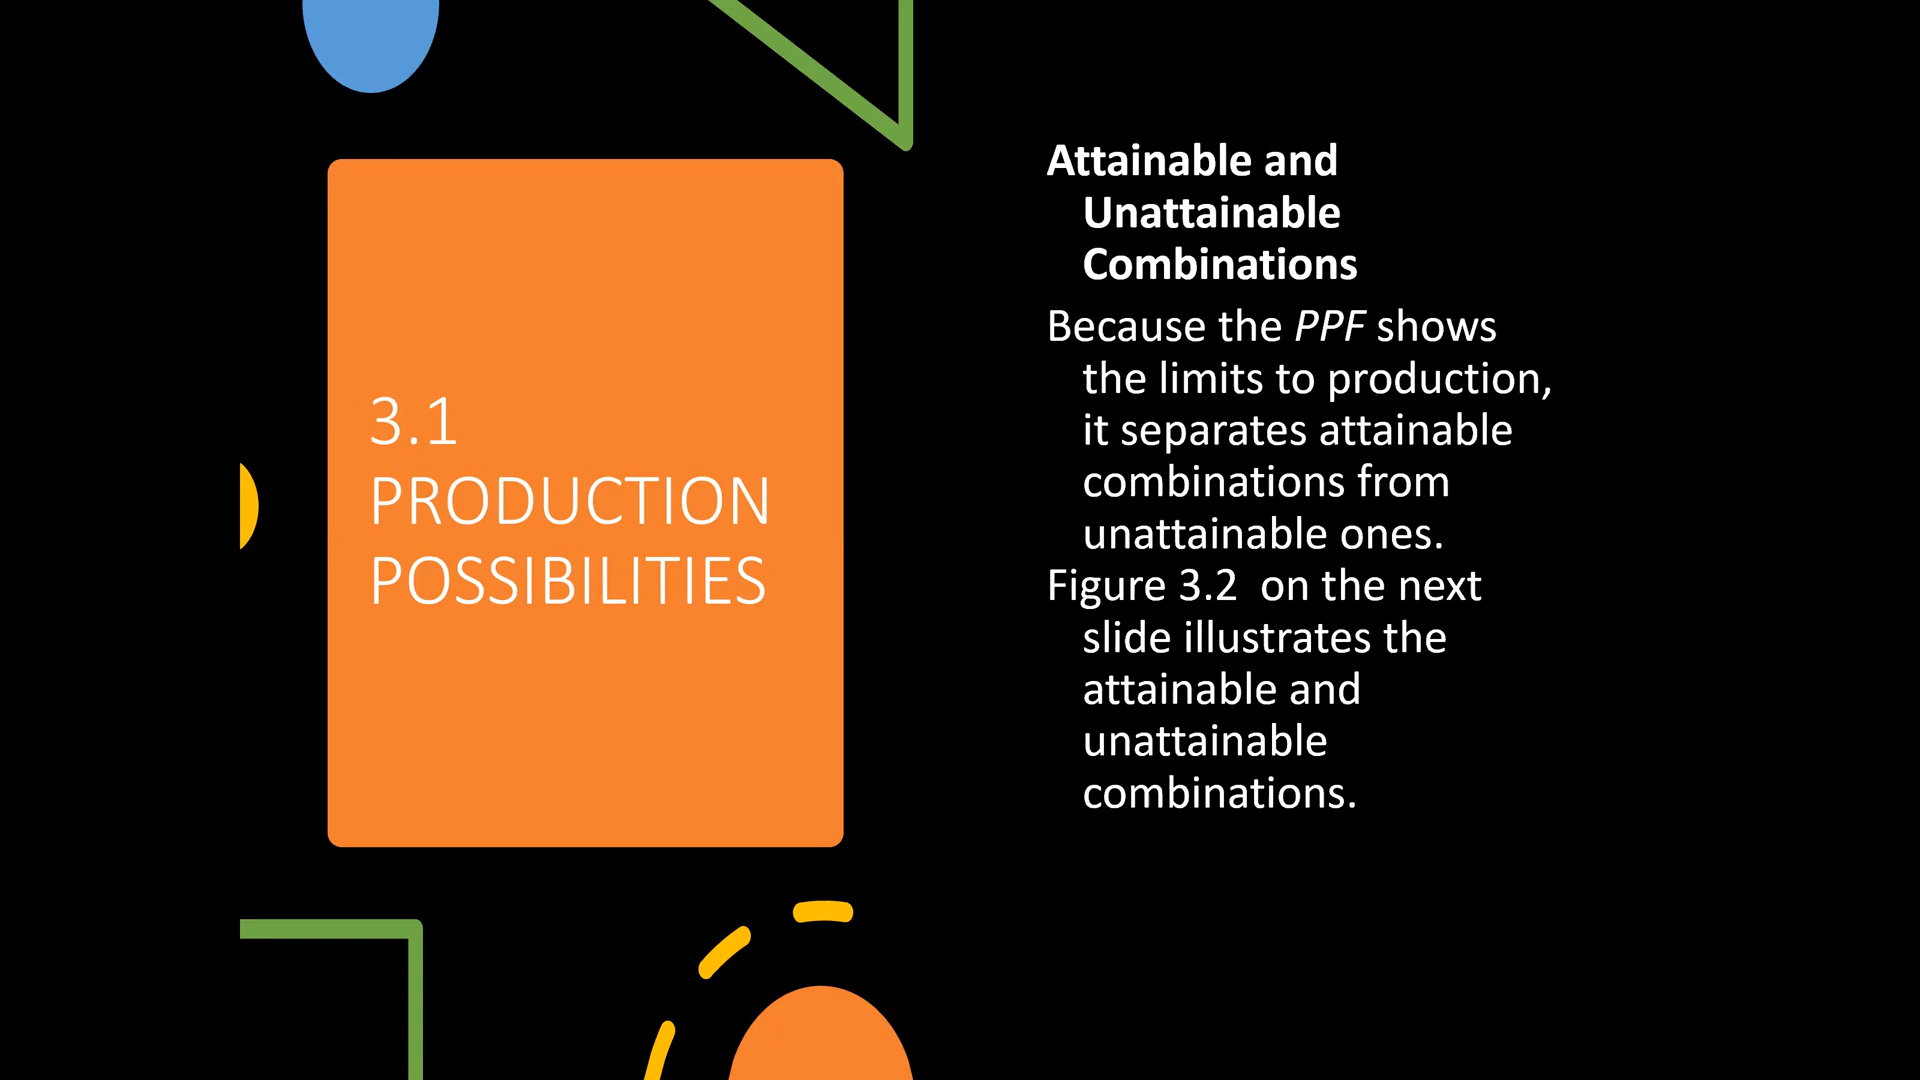 3.1
PRODUCTION
POSSIBILITIES
Attainable and
Unattainable
Combinations
Because the PPF shows
the limits to production,
it separates attainable
combinations from
unattainable ones.
Figure 3.2  on the next
slide illustrates the
attainable and
unattainable
combinations.